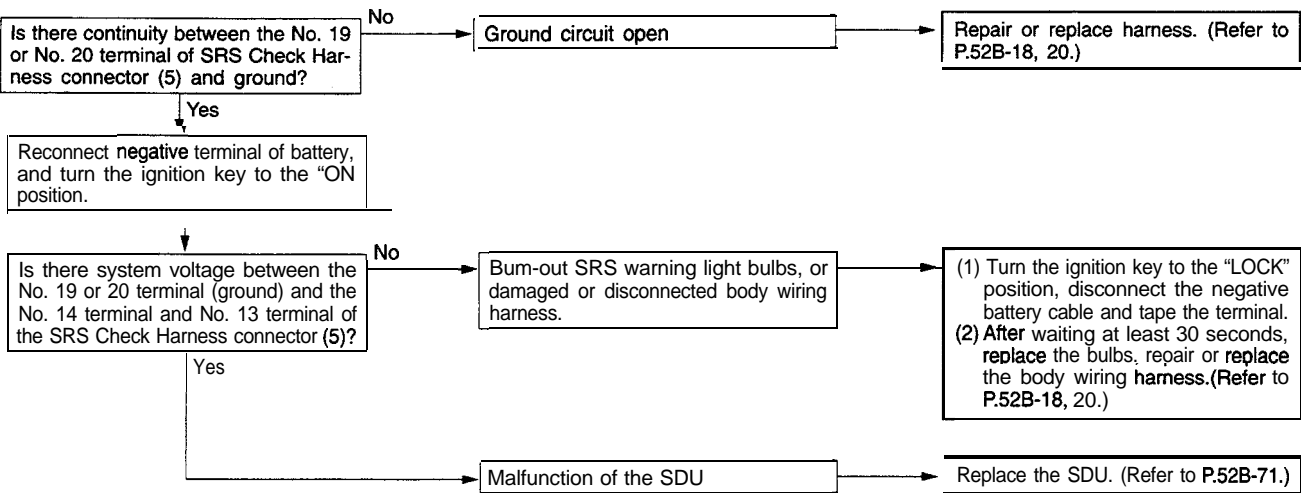 Is there continuity between the No. 19
or No. 20 terminal of SRS Check Har-
ness connector (5) and ground?
No
Ground circuit open
Repair or replace harness. (Refer to
P.52B-18, 20.)
Yes
Reconnect negative terminal of battery,
and turn the ignition key to the “ON
position.
Is there system voltage between the
No. 19 or 20 terminal (ground) and the
No. 14 terminal and No. 13 terminal of
the SRS Check Harness connector (5)?
No
Bum-out SRS warning light bulbs, or
damaged or disconnected body wiring
harness.
(1) Turn the ignition key to the “LOCK”
position, disconnect the negative
battery cable and tape the terminal.
(2) After waiting at least 30 seconds,
replace the bulbs, repair or replace
the body wiring harness.(Refer to
P.52B-18, 20.)
Yes
Malfunction of the SDU
Replace the SDU. (Refer to P.52B-71.)